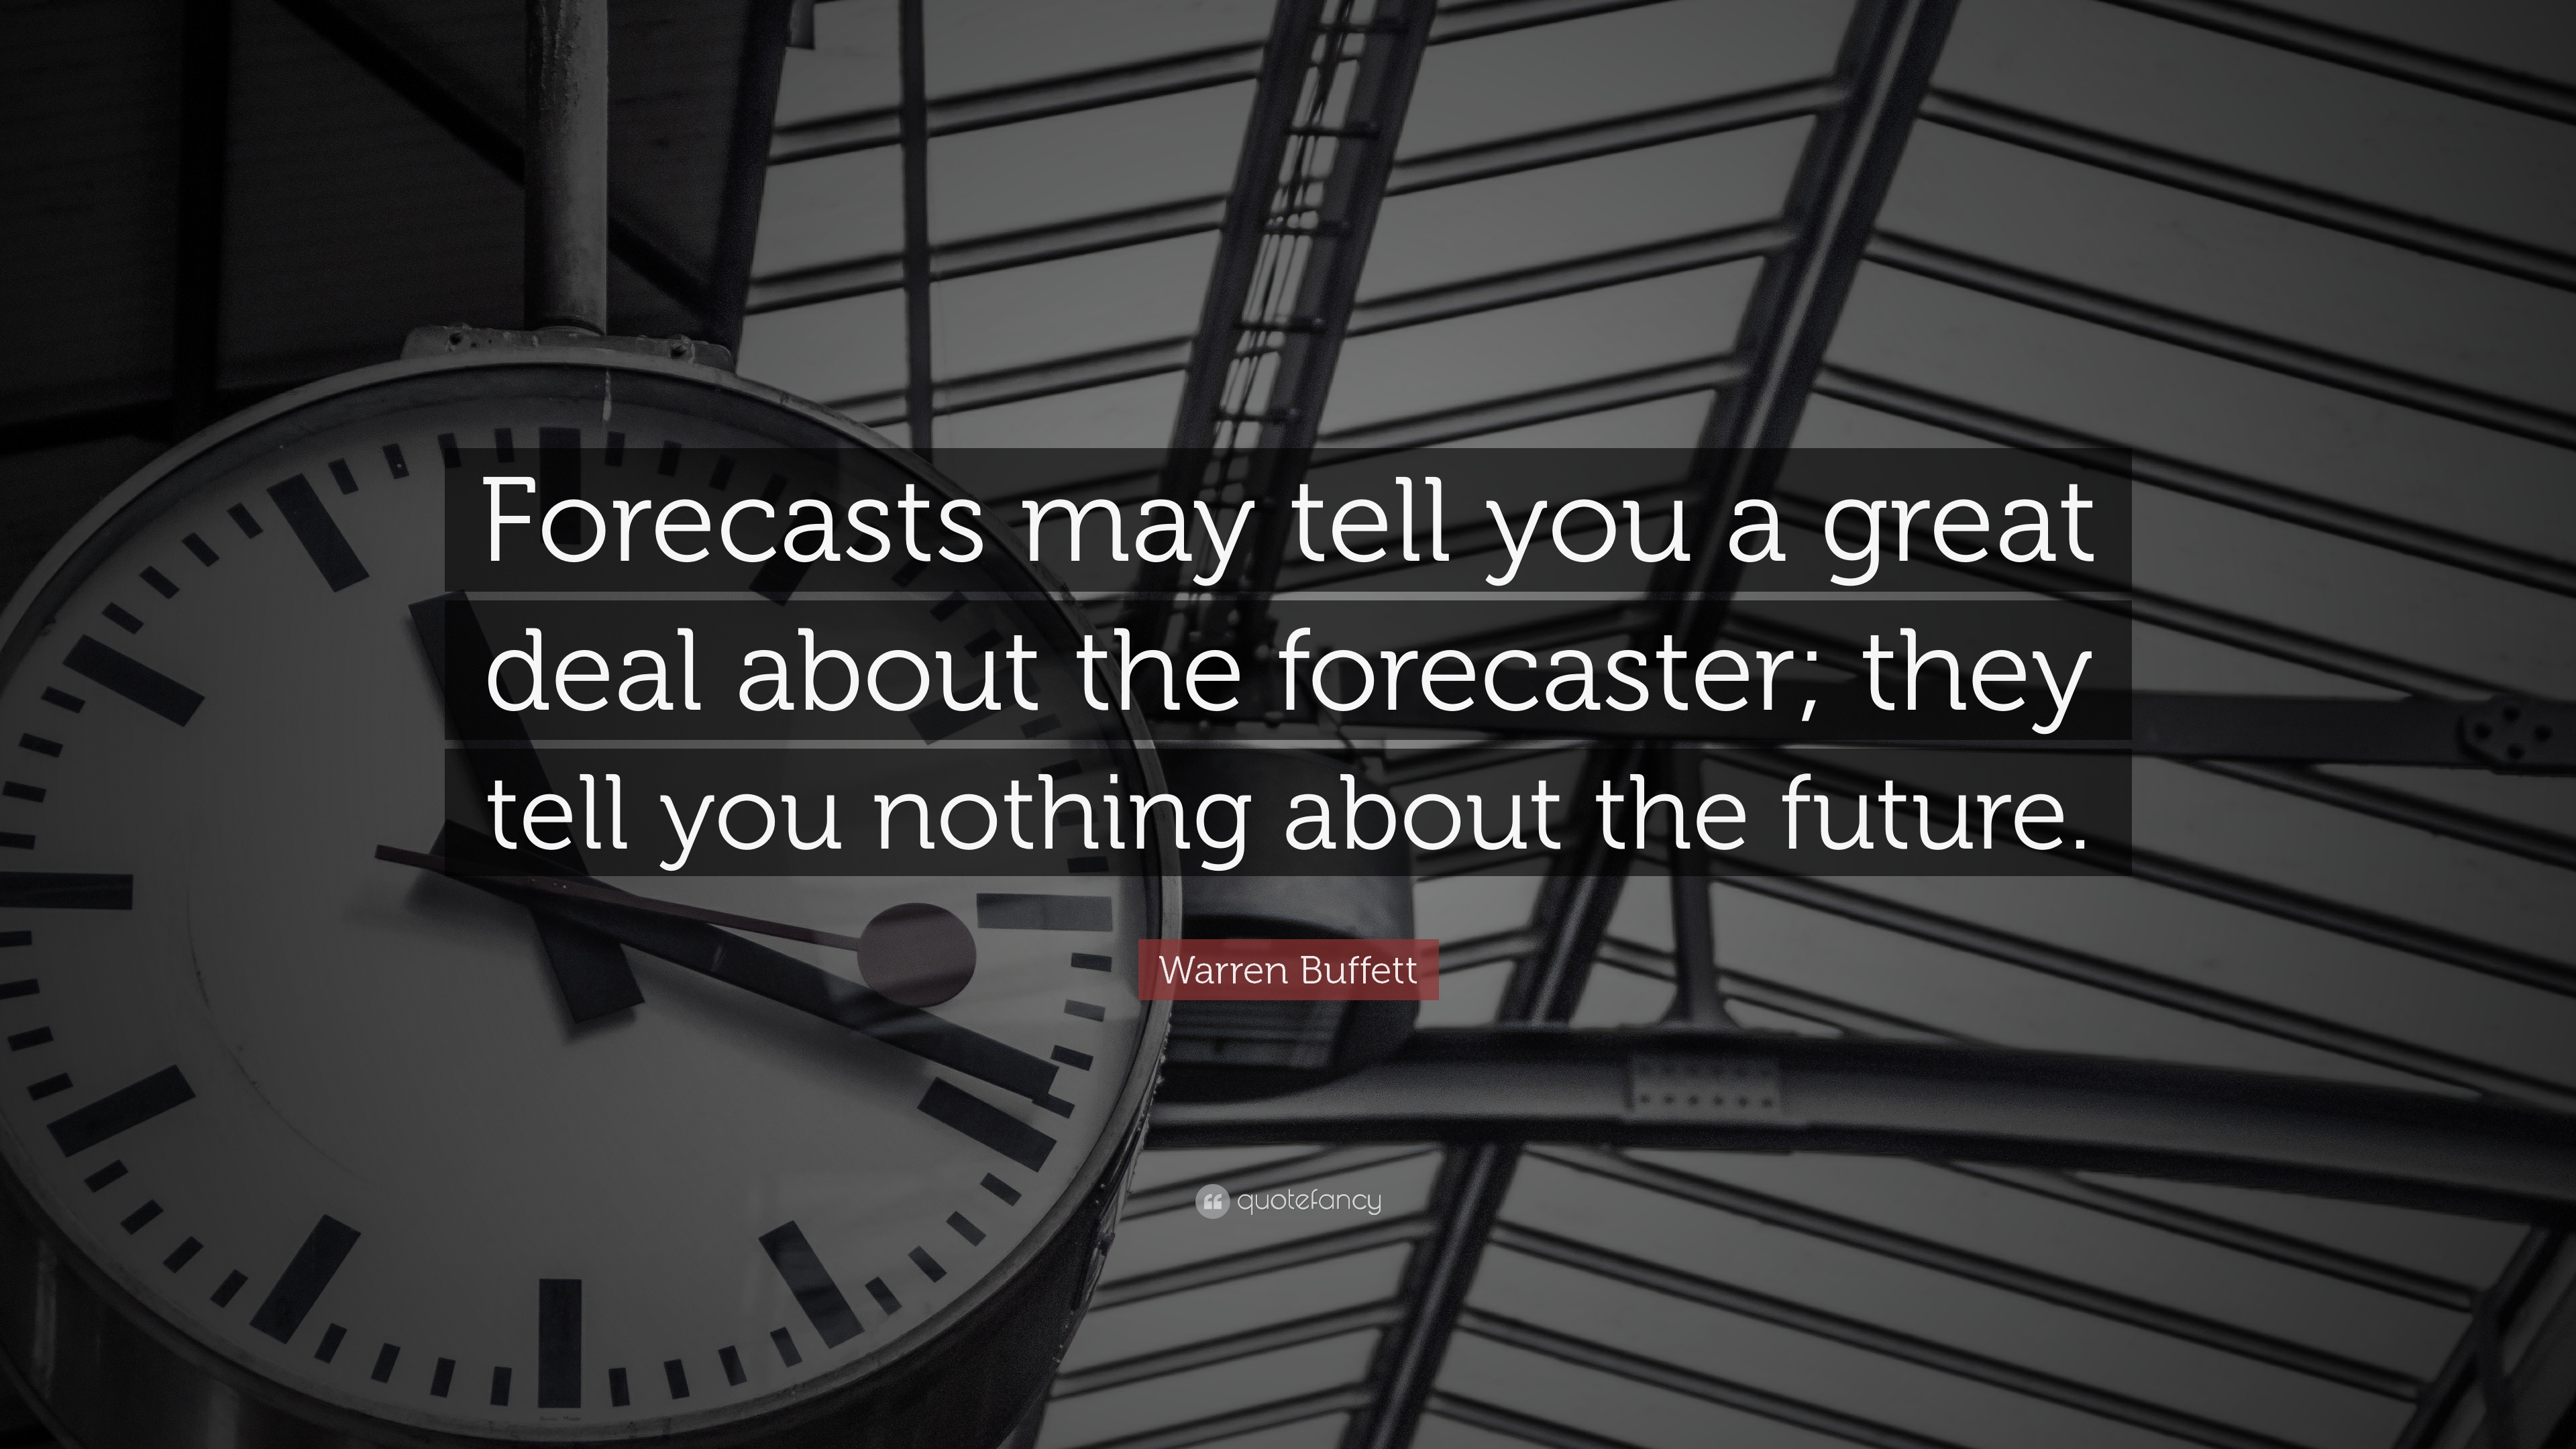 Forecasts may tell you a great
deal about the forecaster; they
tell you nothing about the future.
Warren Buffett
quotefancy